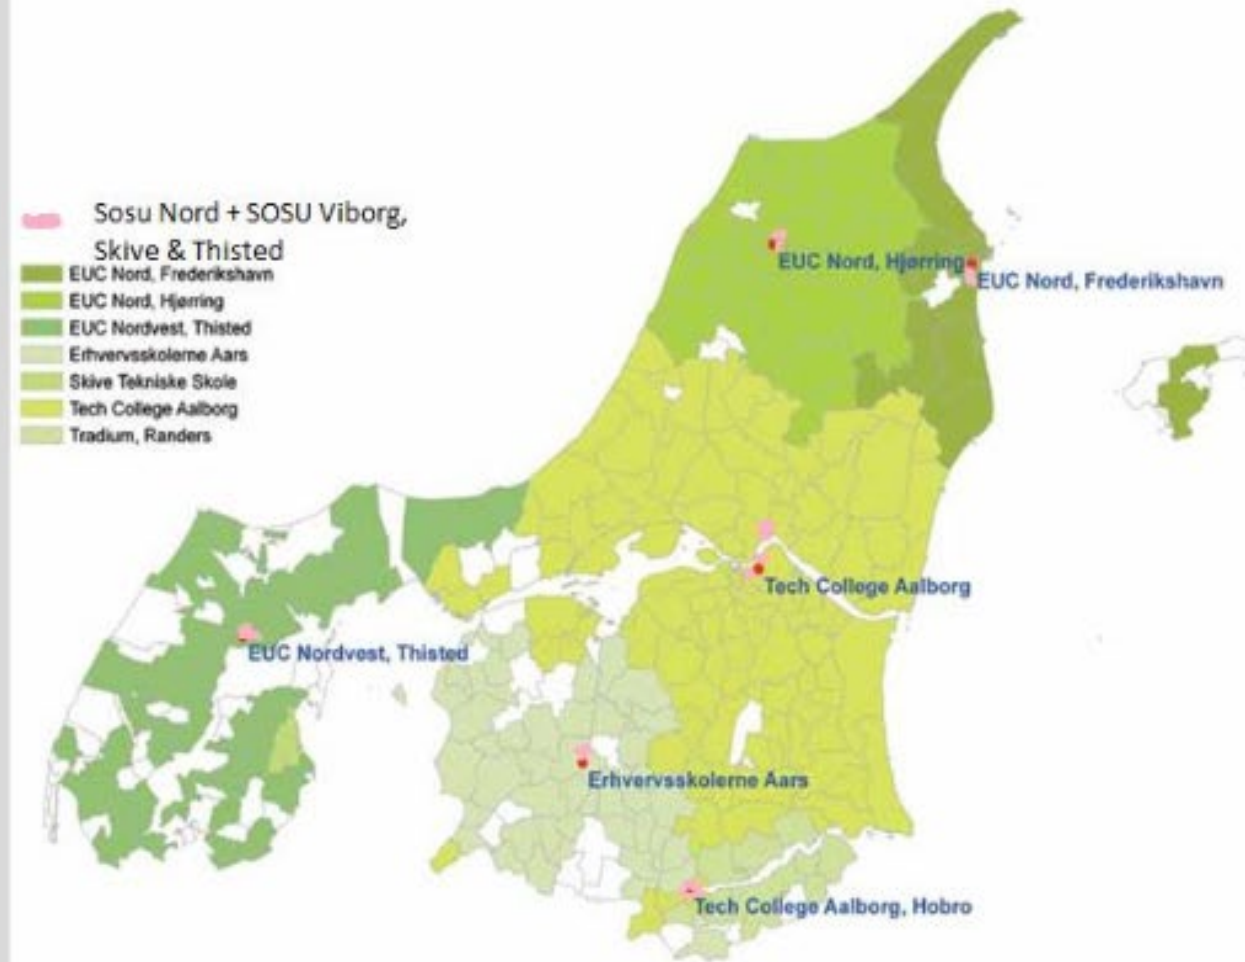 Sosu Nord + SOSU Viborg,
Skive & Thisted
EUC Nord, Frederikshavn
EUC Nord, Hjørring
EUC Nordvest, Thisted
Erhvervsskolerne Aars
Skive Tekniske Skole
Tech College Aalborg
Tradium, Randers
EUC Nord, Hjørring
EUC Nord, Frederikshavn
Tech College Aalborg
EUC Nordvest, Thisted
Erhvervsskolerne Aars
Tech College Aalborg, Hobro